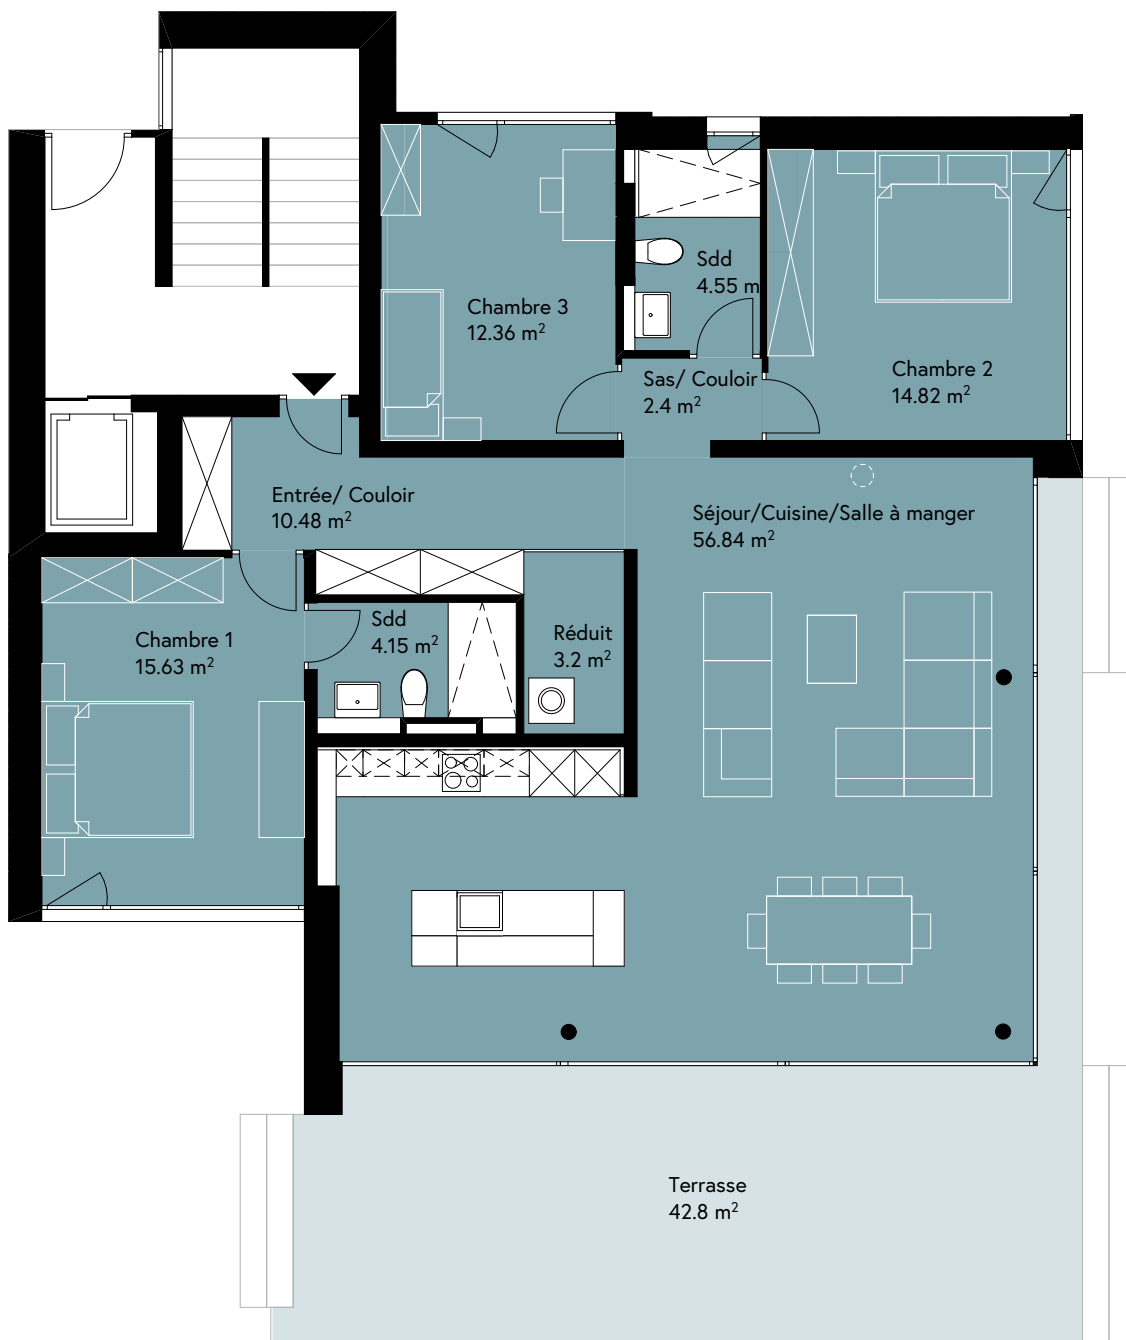 Sdd
4.55 m
Chambre 3
12.36 m²
Chambre 2
14.82 m²
Sas/ Couloir
2.4 m²
Entrée/ Couloir
10.48 m²
Séjour/Cuisine/Salle à manger
56.84 m²
Chambre 1
15.63 m²
Sdd
4.15 m²
Réduit
3.2 m²
Terrasse
42.8 m²